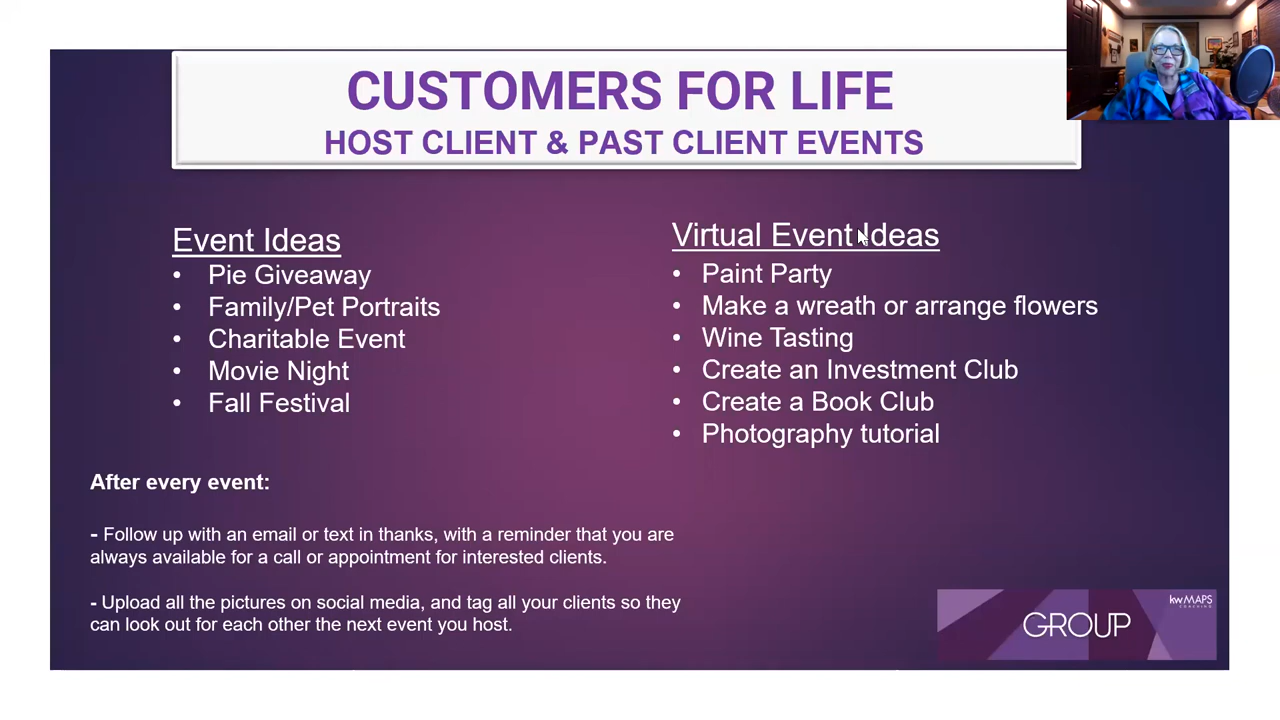 CUSTOMERS FOR LIFE
HOST CLIENT & PAST CLIENT EVENTS
Event Ideas
• Pie Giveaway
• Family/Pet Portraits
• Charitable Event
• Movie Night
• Fall Festival
Virtual Event Ideas
• Paint Party
• Make a wreath or arrange flowers
• Wine Tasting
• Create an Investment Club
• Create a Book Club
• Photography tutorial
After every event:
- Follow up with an email or text in thanks, with a reminder that you are
always available for a call or appointment for interested clients.
- Upload all the pictures on social media, and tag all your clients so they
can look out for each other the next event you host.
kwMAPS
COACHING
GROUP